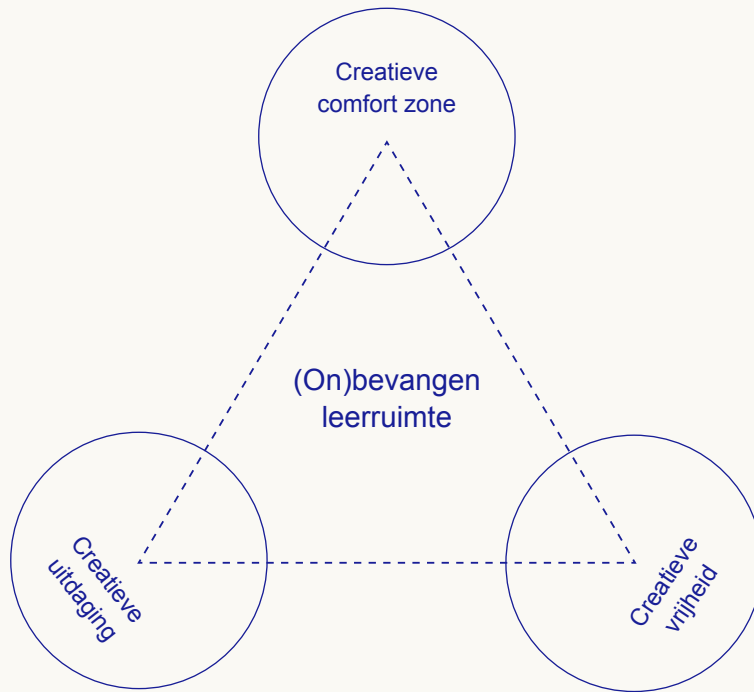 Creatieve
comfort zone
(On)bevangen
leerruimte
Creatieve
uitdaging
Creatieve
vrijheid